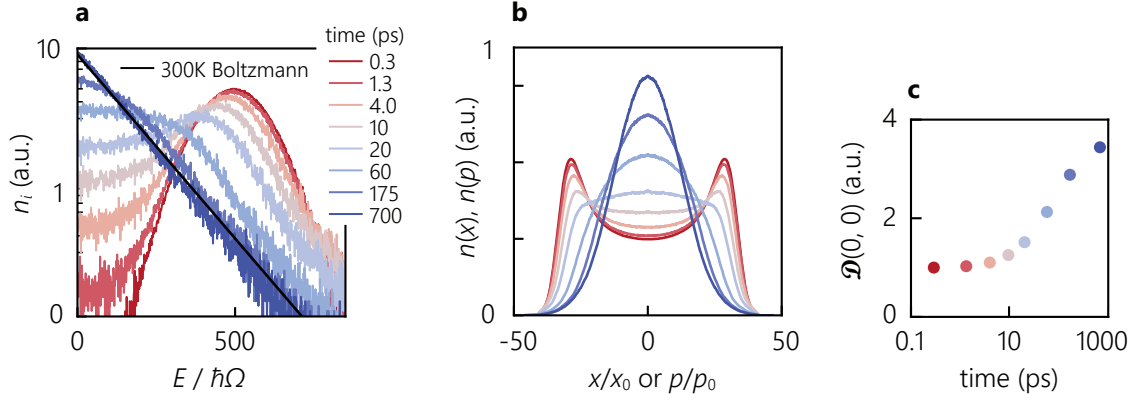 a
10
1
0
n_i (a.u.)
0
500
E / ℏΩ
300K Boltzmann
time (ps)
0.3
1.3
4.0
10
20
60
175
700
b
1
0
n(x), n(p) (a.u.)
-50
0
50
x/x₀ or p/p₀
c
4
2
0
𝓓(0, 0) (a.u.)
0.1
10
1000
time (ps)